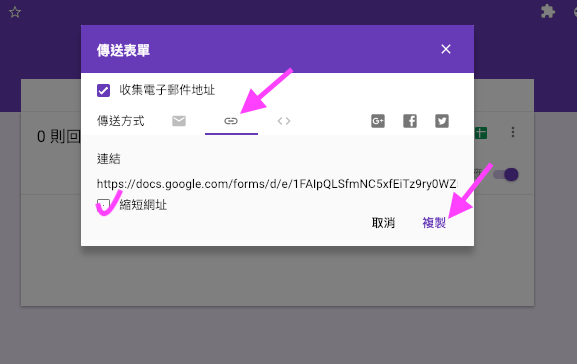 傳送表單
收集電子郵件地址
傳送方式
0 則回
連結
https://docs.google.com/forms/d/e/1FAIpQLSfmNC5xfEiTz9ry0WZ
縮短網址
取消
複製